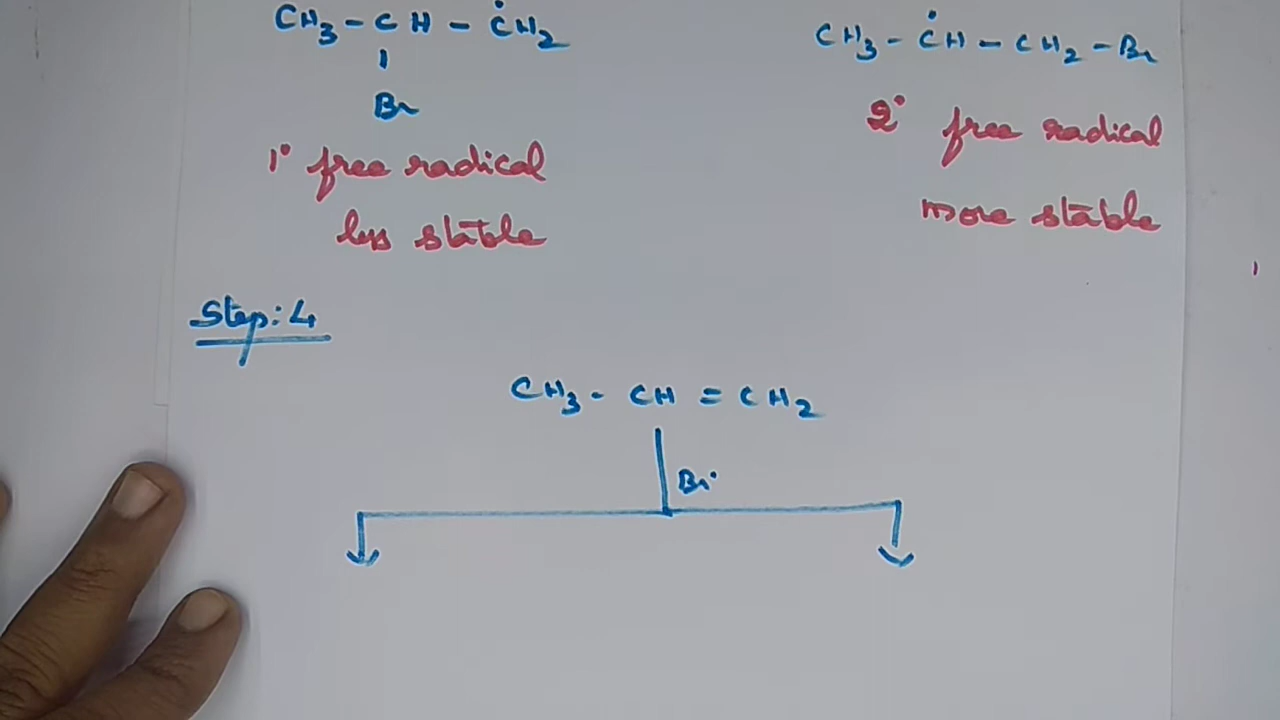 CH3 - CH - ĊH2
Br
1° free radical
less stable
CH3 - ĊH - CH2 - Br
2° free radical
more stable
Step: 4
CH3 - CH = CH2
Br•